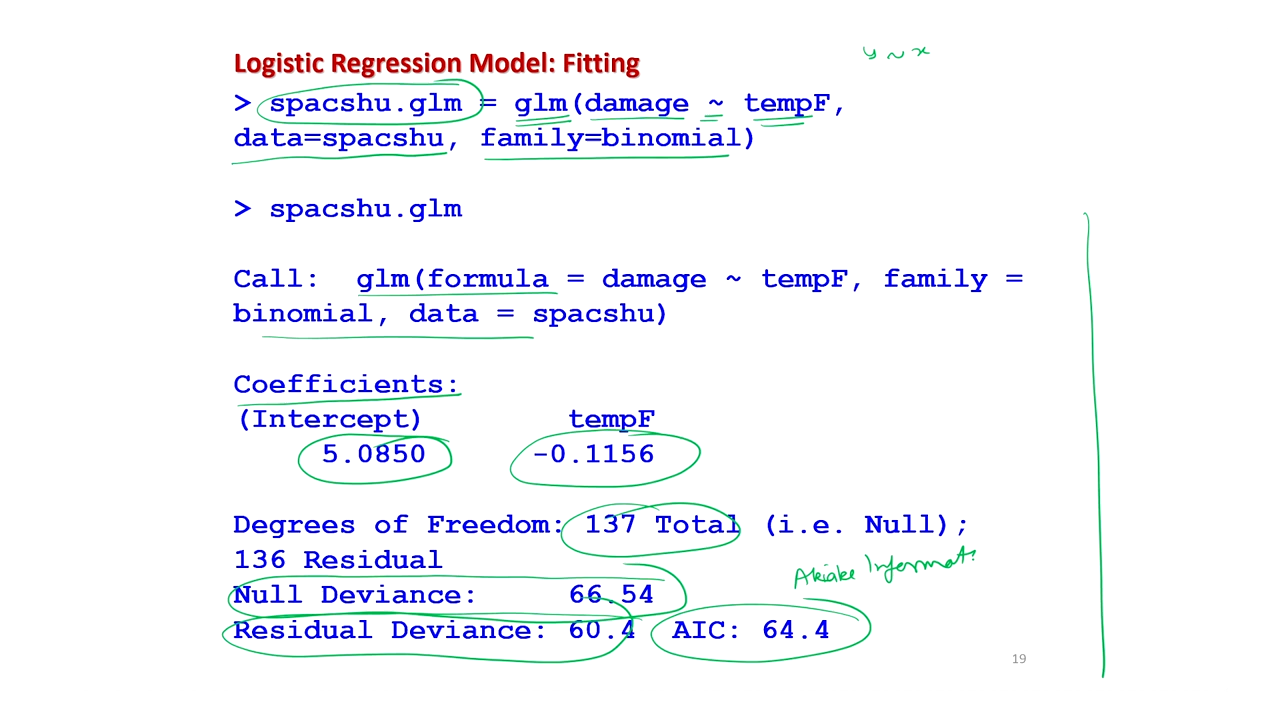 Logistic Regression Model: Fitting
y ~ x
> spacshu.glm = glm(damage ~ tempF,
data=spacshu, family=binomial)
> spacshu.glm
Call: glm(formula = damage ~ tempF, family =
binomial, data = spacshu)
Coefficients:
(Intercept) tempF
5.0850 -0.1156
Degrees of Freedom: 137 Total (i.e. Null);
136 Residual
Akiake Informat
Null Deviance: 66.54
Residual Deviance: 60.4 AIC: 64.4
19